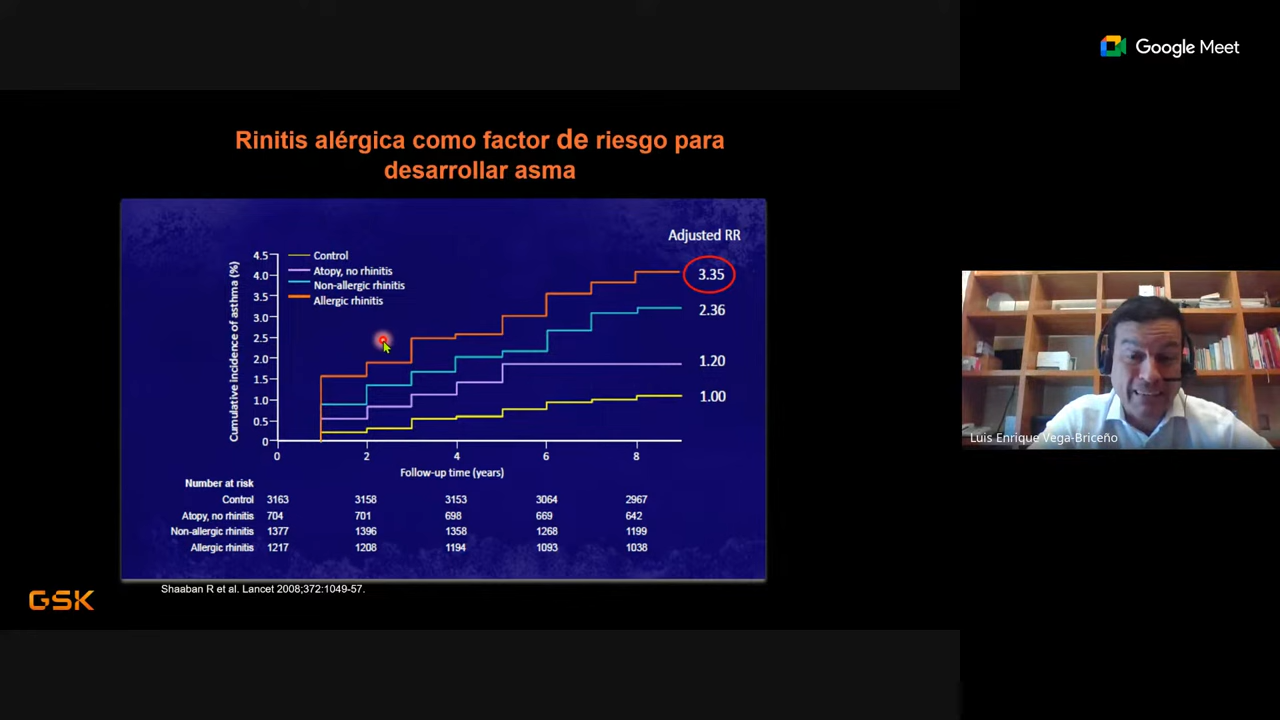 Google Meet
Rinitis alérgica como factor de riesgo para
desarrollar asma
Adjusted RR
Control
Atopy, no rhinitis
Non-allergic rhinitis
Allergic rhinitis
Cumulative incidence of asthma (%)
4.5
4.0
3.5
3.0
2.5
2.0
1.5
1.0
0.5
0
3.35
2.36
1.20
1.00
0 2 4 6 8
Follow-up time (years)
Number at risk
Control 3163 3158 3153 3064 2967
Atopy, no rhinitis 704 701 698 669 642
Non-allergic rhinitis 1377 1396 1358 1268 1199
Allergic rhinitis 1217 1208 1194 1093 1038
Shaaban R et al. Lancet 2008;372:1049-57.
GSK
Luis Enrique Vega-Briceño